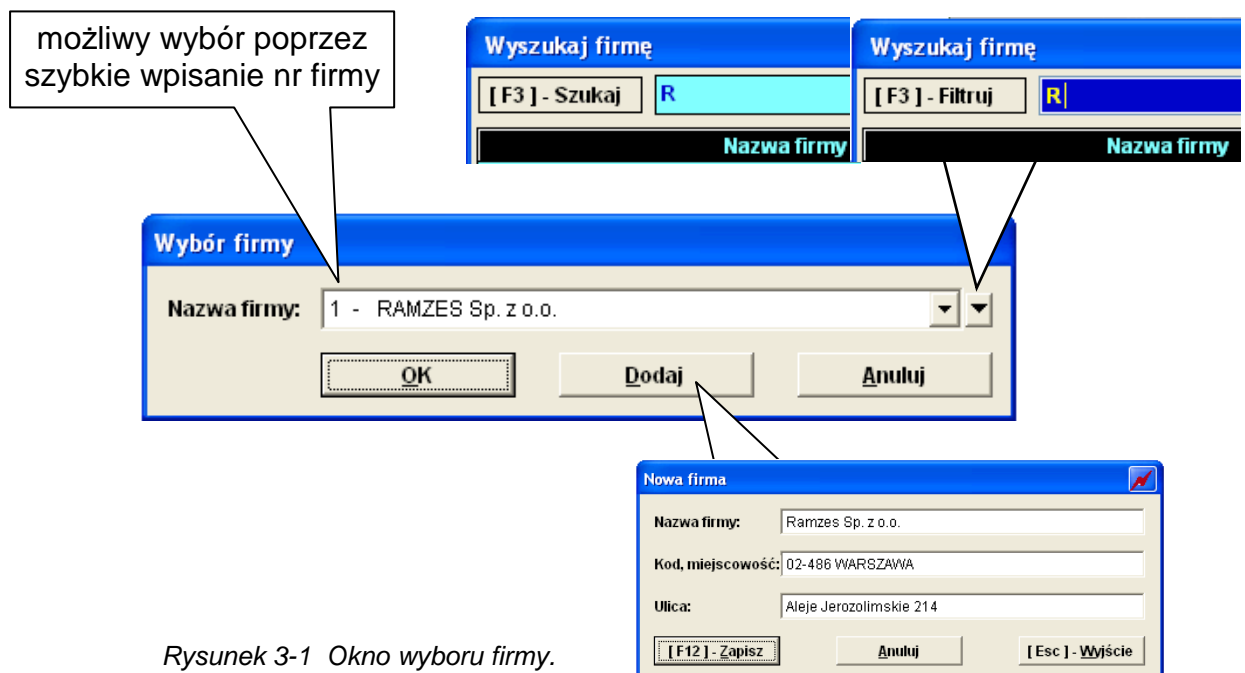 możliwy wybór poprzez
szybkie wpisanie nr firmy
Wyszukaj firmę
[ F3 ] - Szukaj R
Nazwa firmy
Wyszukaj firmę
[ F3 ] - Filtruj R
Nazwa firmy
Wybór firmy
Nazwa firmy: 1 - RAMZES Sp. z o.o.
OK Dodaj Anuluj
Nowa firma
Nazwa firmy: Ramzes Sp. z o.o.
Kod, miejscowość: 02-486 WARSZAWA
Ulica: Aleje Jerozolimskie 214
[ F12 ] - Zapisz Anuluj [ Esc ] - Wyjście
Rysunek 3-1 Okno wyboru firmy.